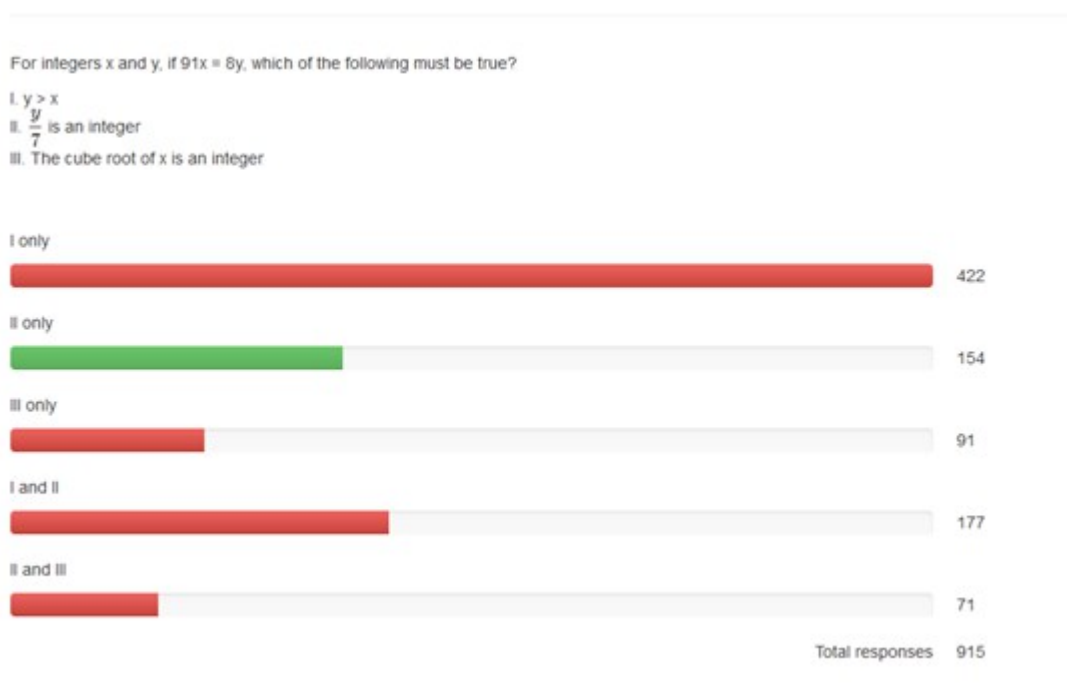 For integers x and y, if 91x = 8y, which of the following must be true?
I. y > x
II. y/7 is an integer
III. The cube root of x is an integer
I only
422
II only
154
III only
91
I and II
177
II and III
71
Total responses 915